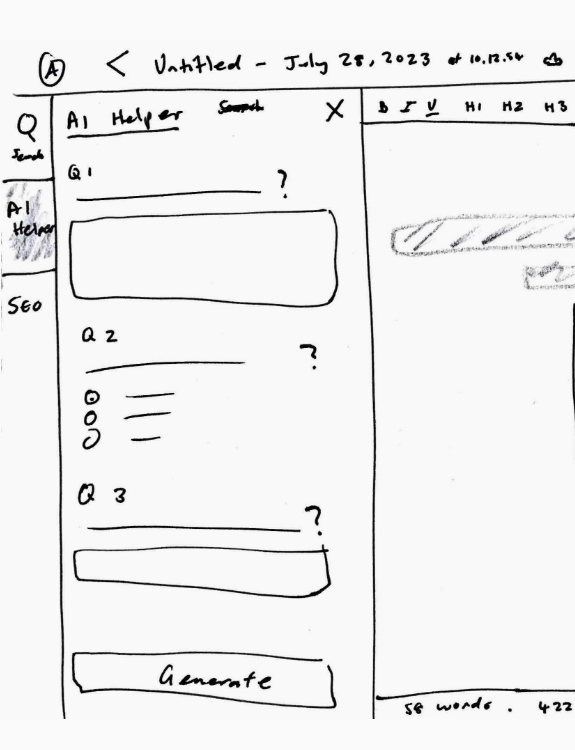 A < Untitled - July 28, 2023 at 10.12.54
Q
Search
AI Helper Search X
B I U H1 H2 H3
AI
Helper
SEO
Q1
?
Q2
?
Q 3
?
Generate
58 words. 422